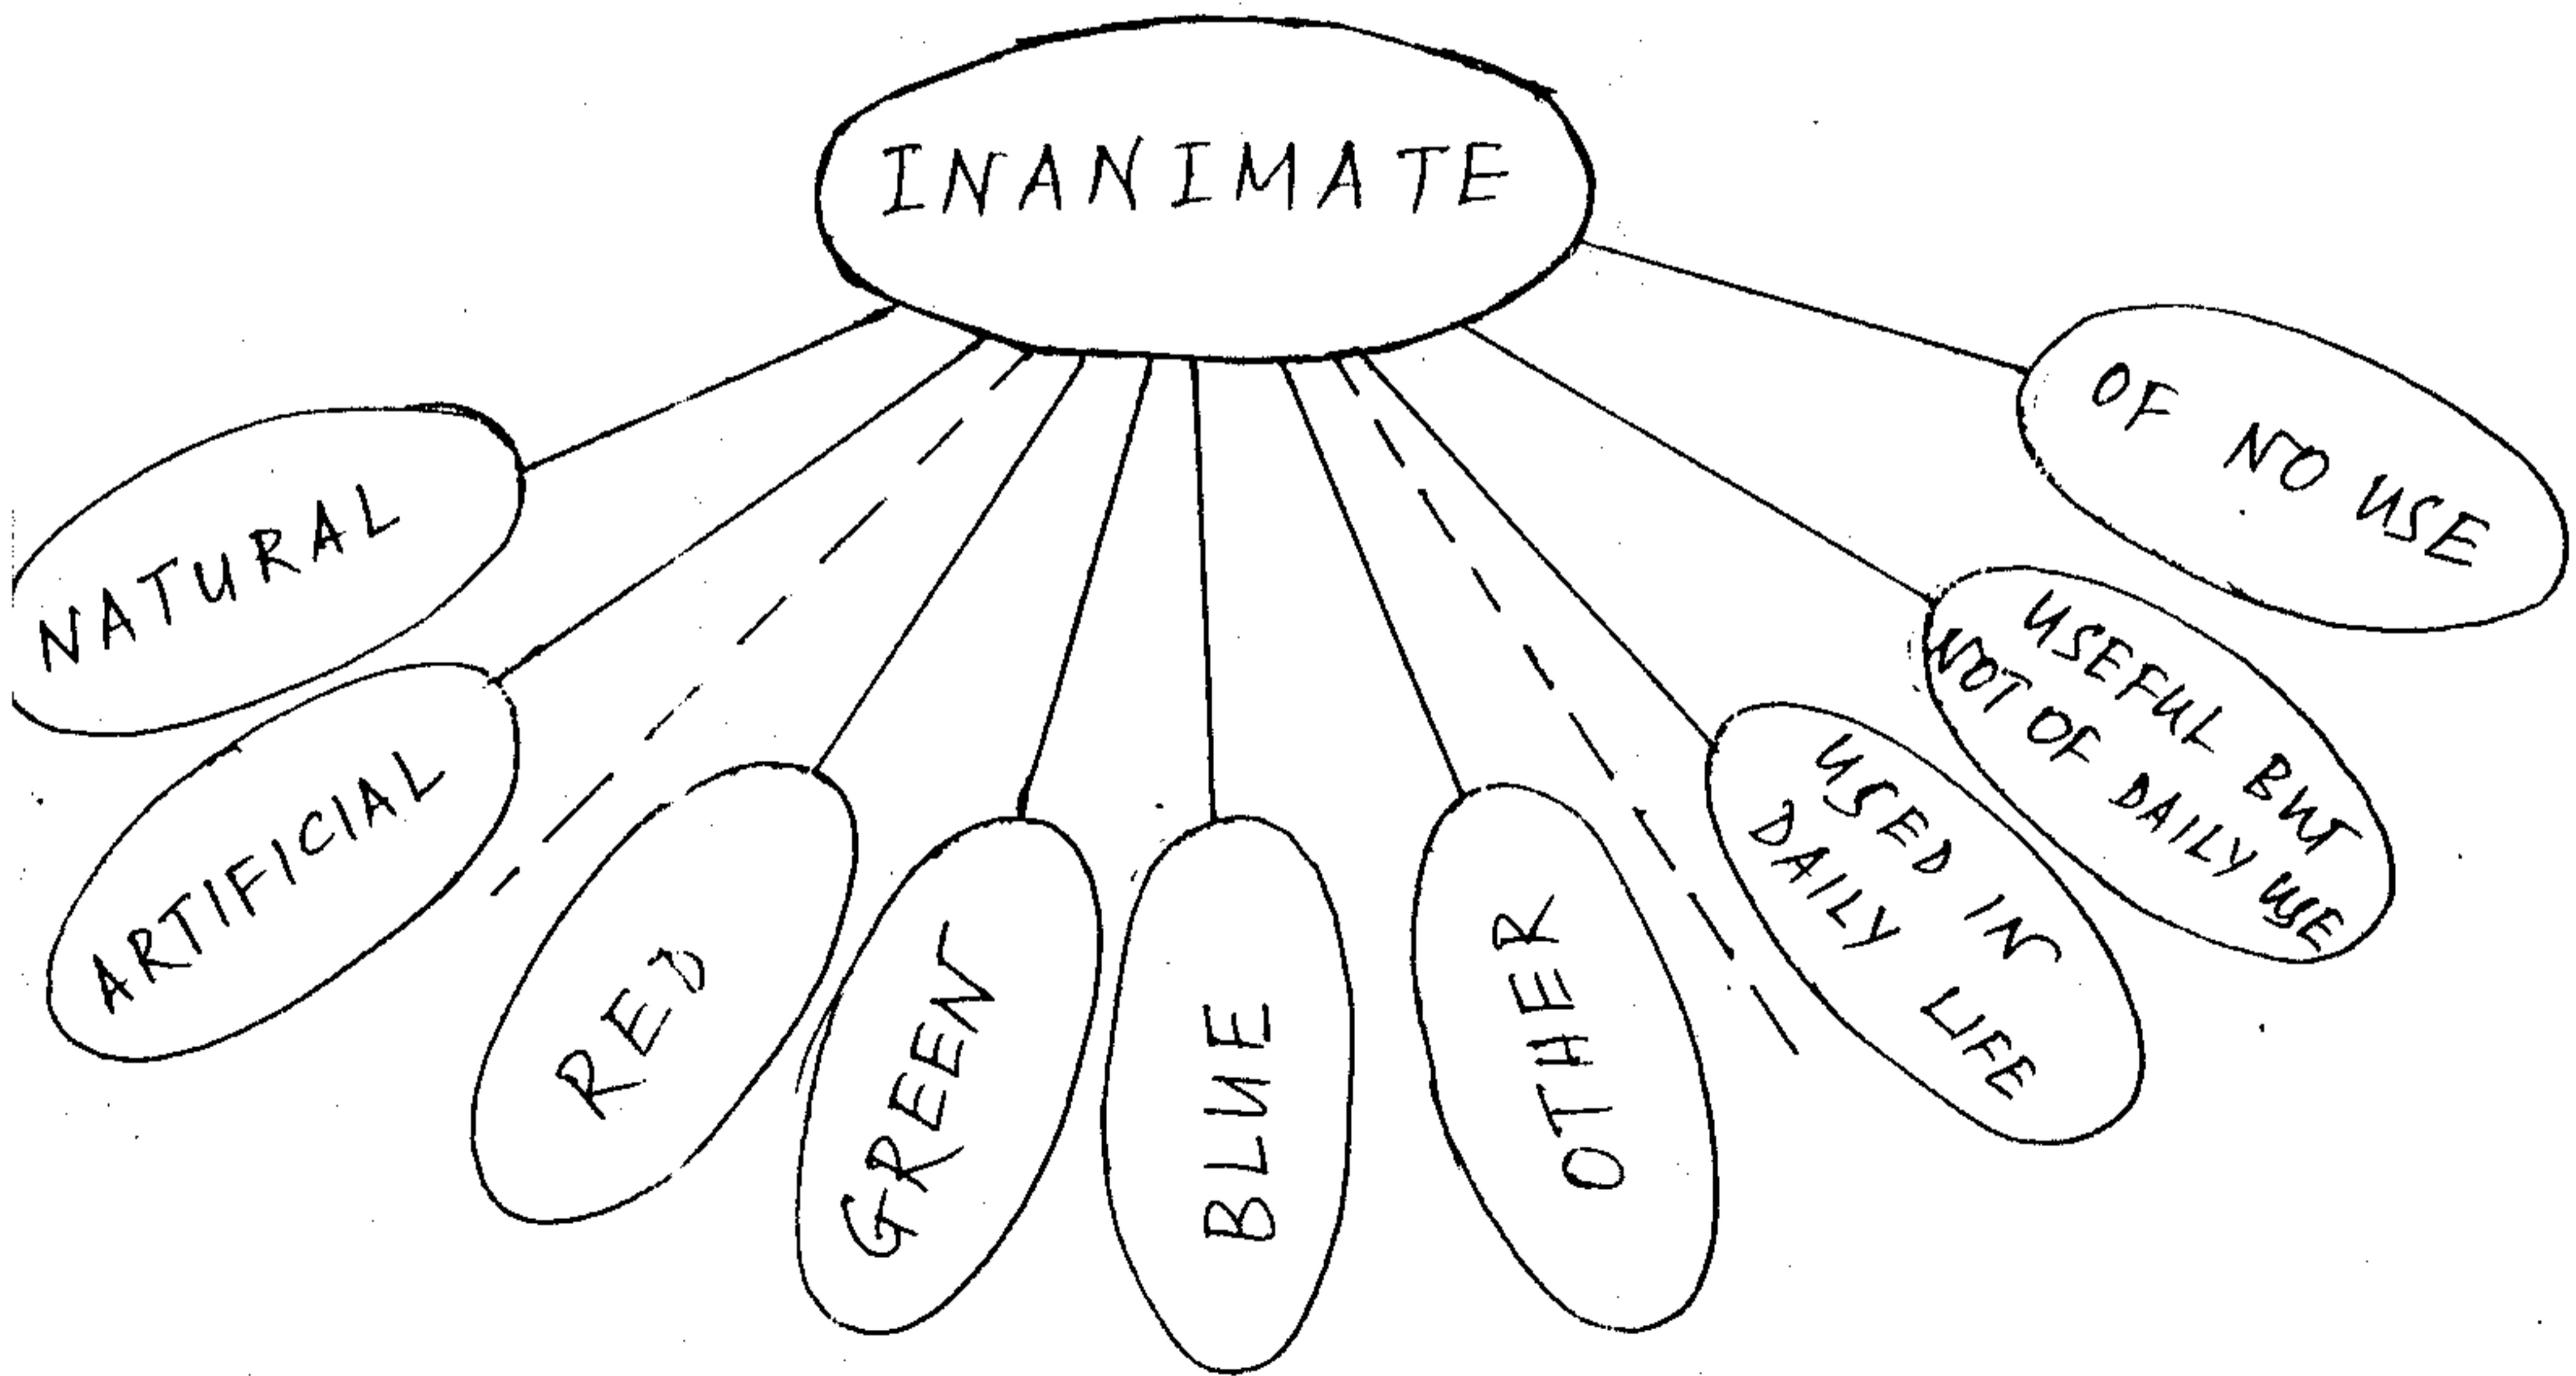 INANIMATE
NATURAL
ARTIFICIAL
RED
GREEN
BLUE
OTHER
USED IN
DAILY LIFE
USEFUL BUT
NOT OF DAILY USE
OF NO USE